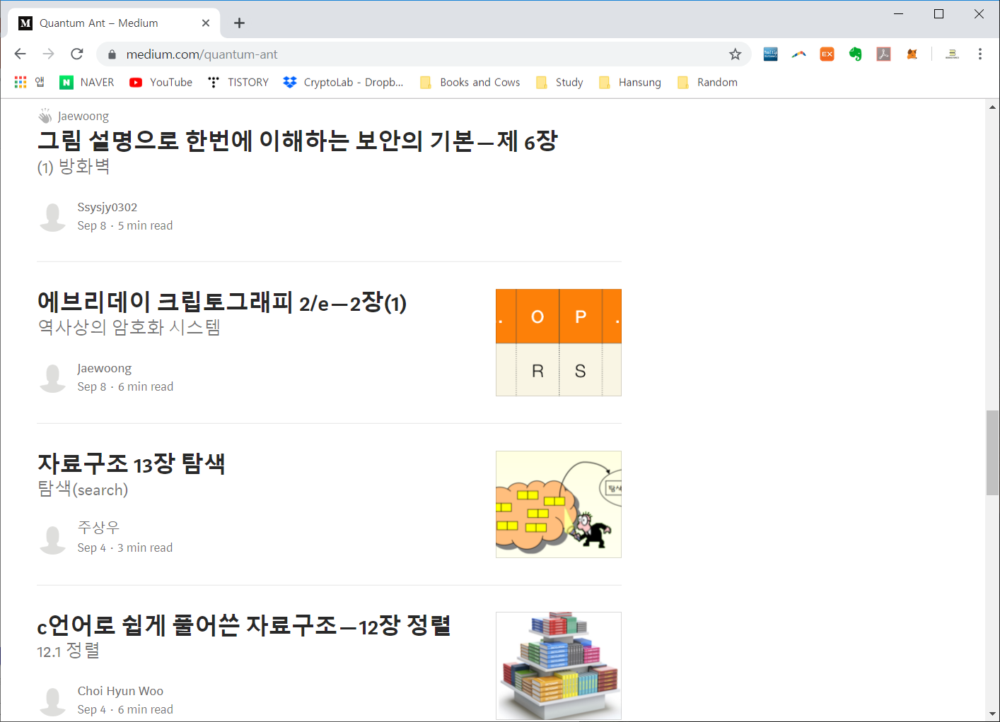 Quantum Ant – Medium
medium.com/quantum-ant
앱 NAVER YouTube TISTORY CryptoLab - Dropb... Books and Cows Study Hansung Random
Jaewoong
그림 설명으로 한번에 이해하는 보안의 기본 — 제 6장
(1) 방화벽
Ssysjy0302
Sep 8 · 5 min read
에브리데이 크립토그래피 2/e — 2장(1)
역사상의 암호화 시스템
Jaewoong
Sep 8 · 6 min read
. O P .
R S
자료구조 13장 탐색
탐색(search)
주상우
Sep 4 · 3 min read
탐색
c언어로 쉽게 풀어쓴 자료구조 — 12장 정렬
12.1 정렬
Choi Hyun Woo
Sep 4 · 6 min read